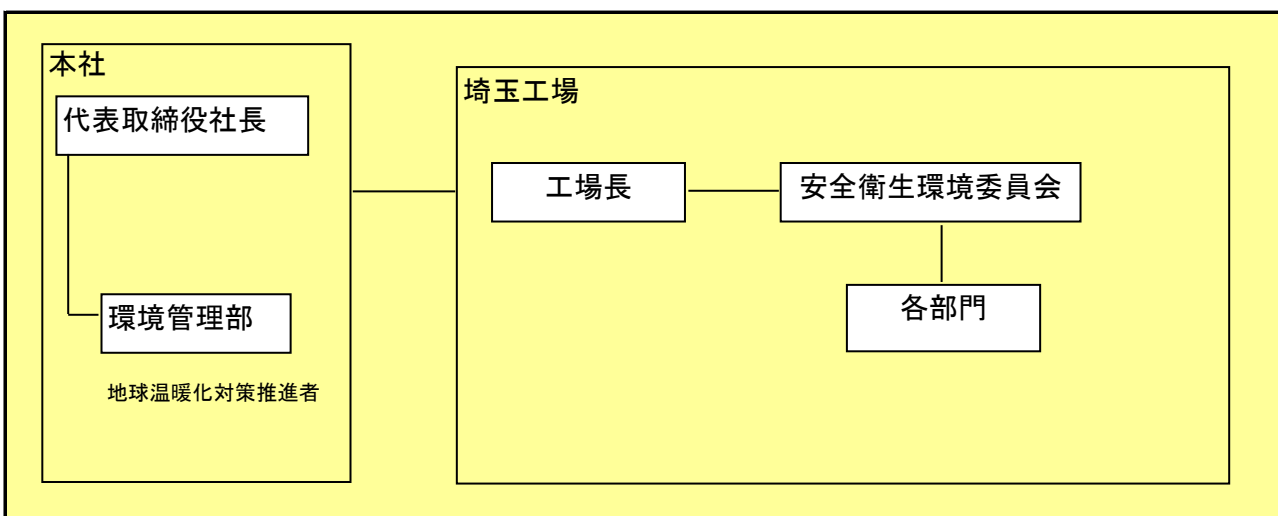 本社
代表取締役社長
環境管理部
地球温暖化対策推進者
埼玉工場
工場長
安全衛生環境委員会
各部門